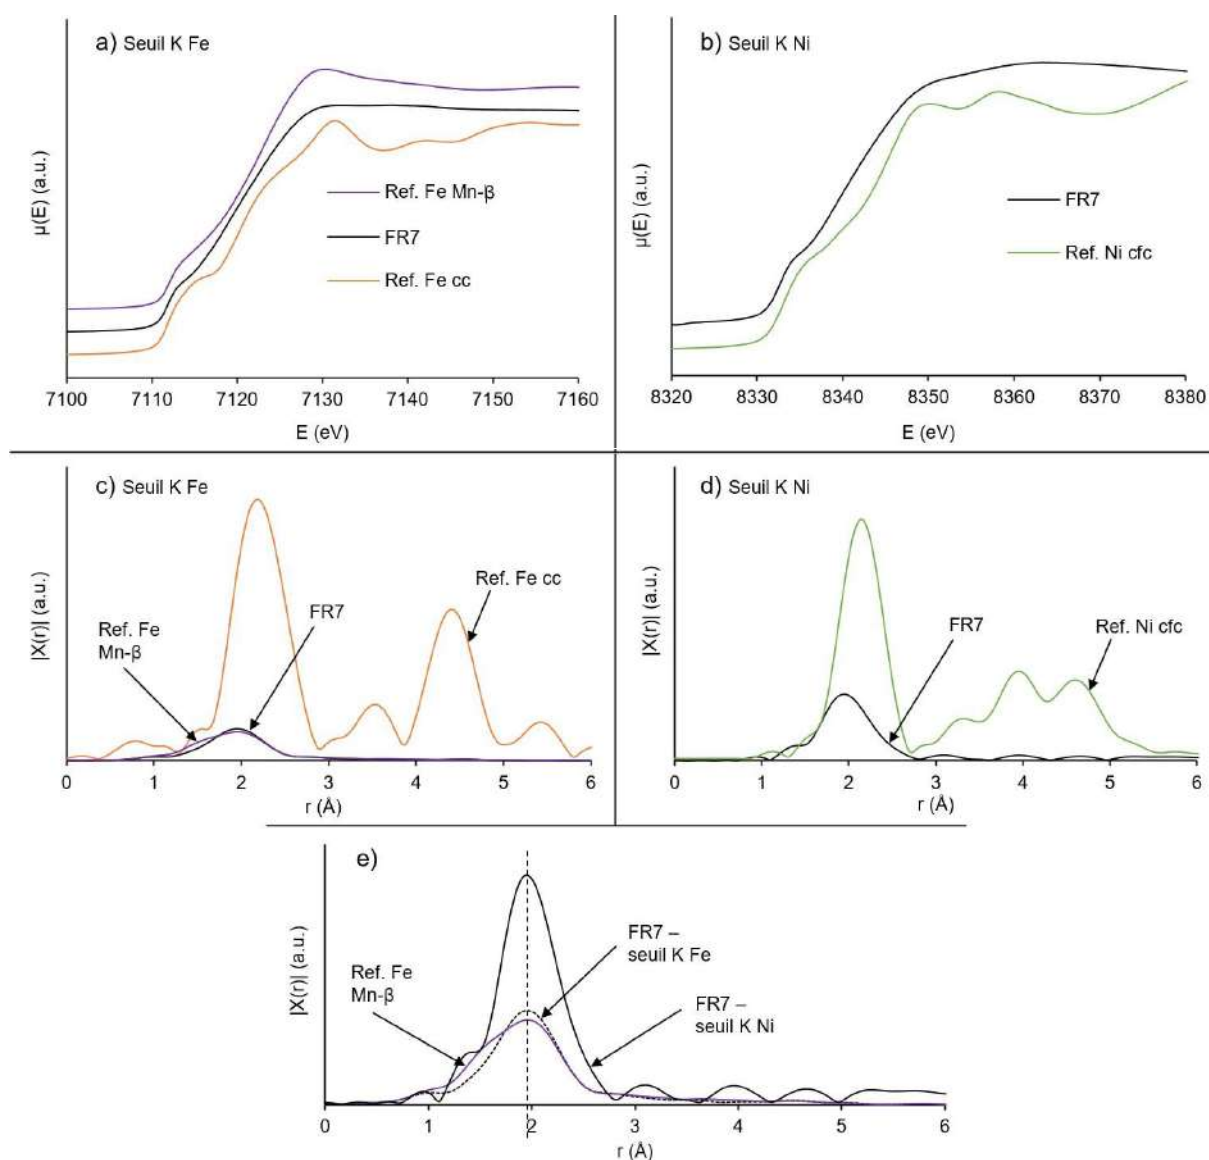 a) Seuil K Fe
μ(E) (a.u.)
Ref. Fe Mn-β
FR7
Ref. Fe cc
7100 7110 7120 7130 7140 7150 7160
E (eV)
b) Seuil K Ni
μ(E) (a.u.)
FR7
Ref. Ni cfc
8320 8330 8340 8350 8360 8370 8380
E (eV)
c) Seuil K Fe
|X(r)| (a.u.)
Ref. Fe
Mn-β
FR7
Ref. Fe cc
0 1 2 3 4 5 6
r (Å)
d) Seuil K Ni
|X(r)| (a.u.)
FR7
Ref. Ni cfc
0 1 2 3 4 5 6
r (Å)
e)
|X(r)| (a.u.)
Ref. Fe
Mn-β
FR7 –
seuil K Fe
FR7 –
seuil K Ni
0 1 2 3 4 5 6
r (Å)